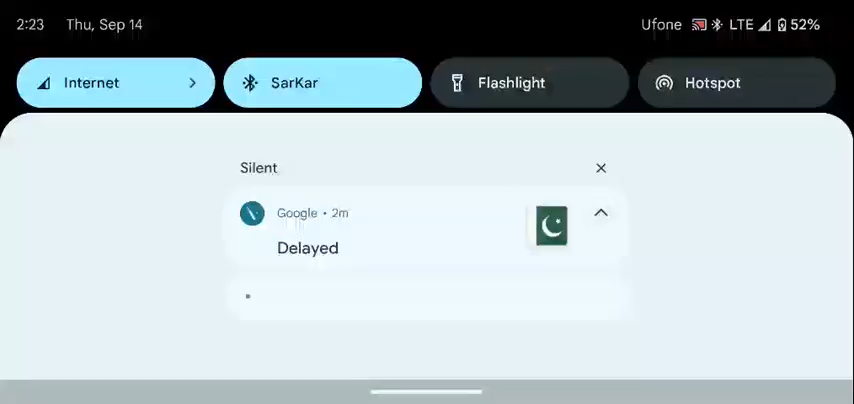 2:23 Thu, Sep 14 Ufone LTE 52%
Internet SarKar Flashlight Hotspot
Silent
Google • 2m
Delayed